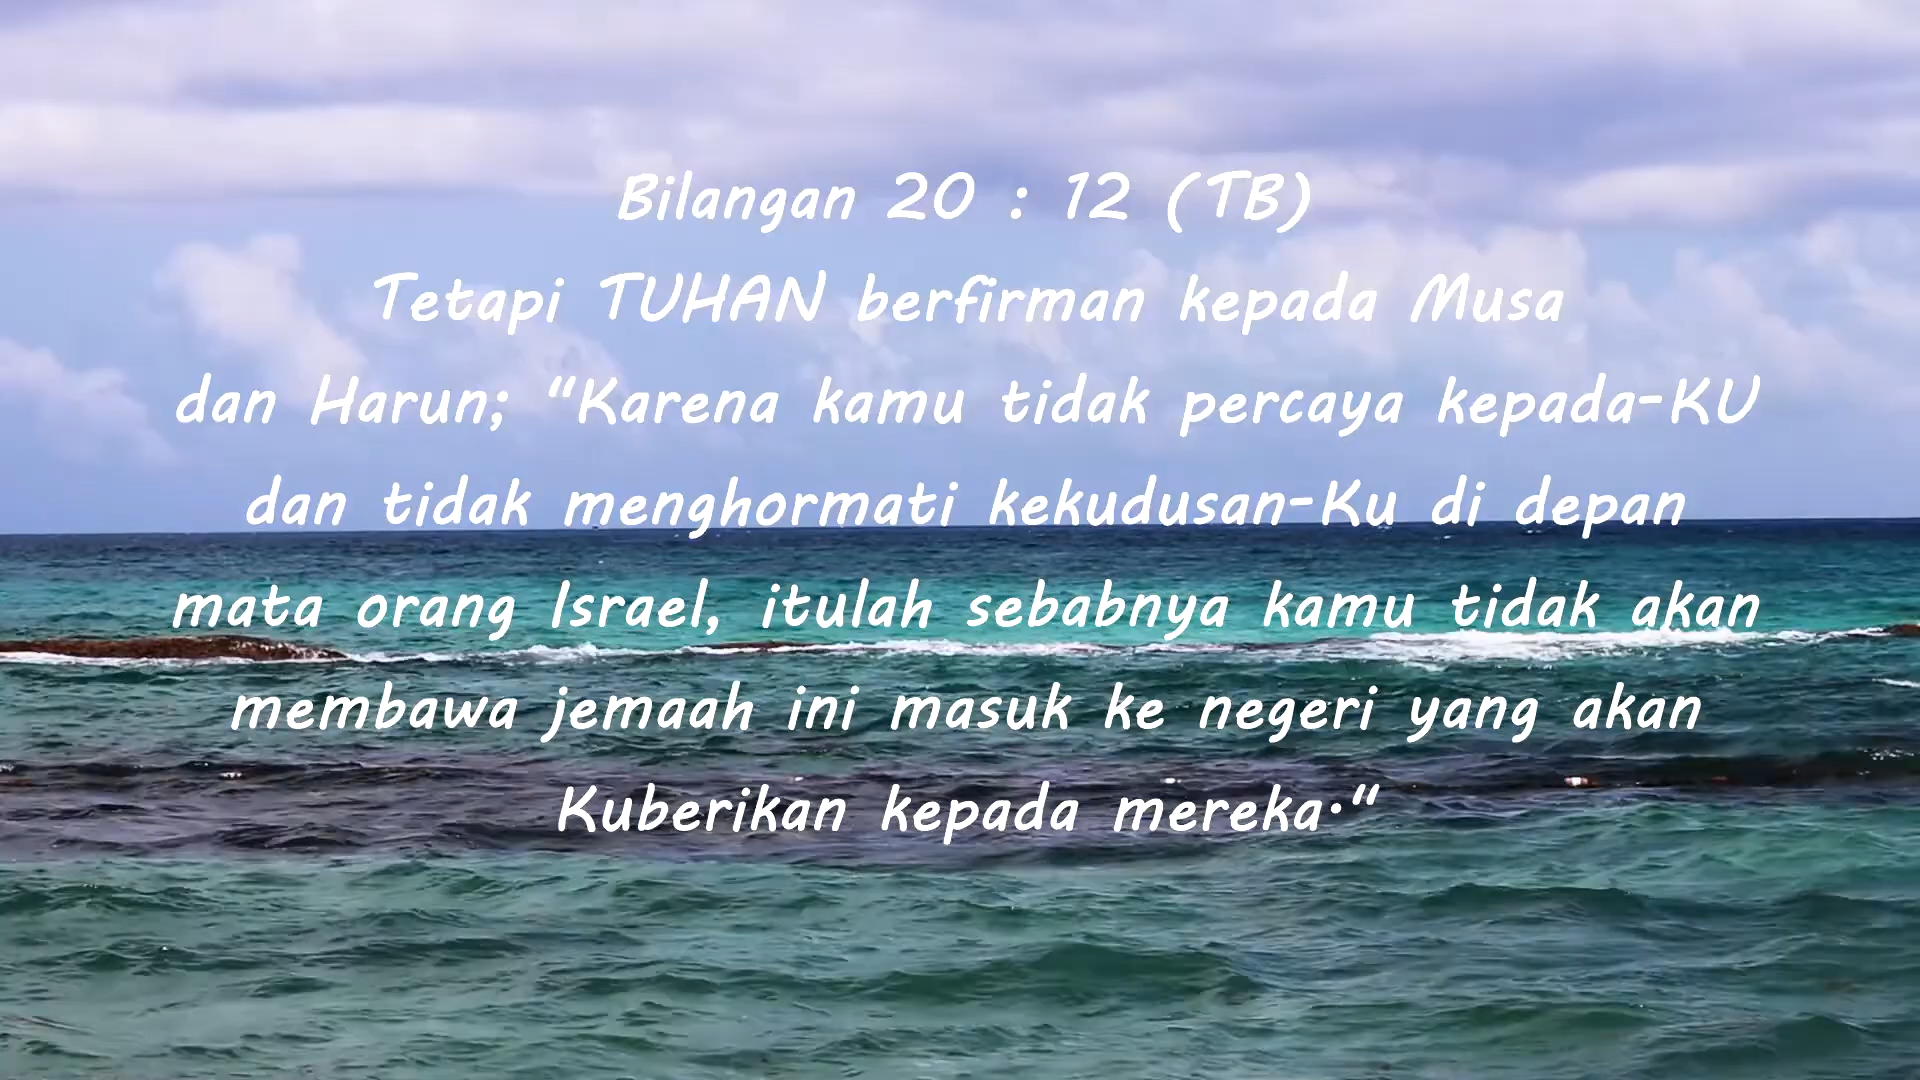 Bilangan 20 : 12 (TB)
Tetapi TUHAN berfirman kepada Musa
dan Harun; “Karena kamu tidak percaya kepada-KU
dan tidak menghormati kekudusan-Ku di depan
mata orang Israel, itulah sebabnya kamu tidak akan
membawa jemaah ini masuk ke negeri yang akan
Kuberikan kepada mereka.“